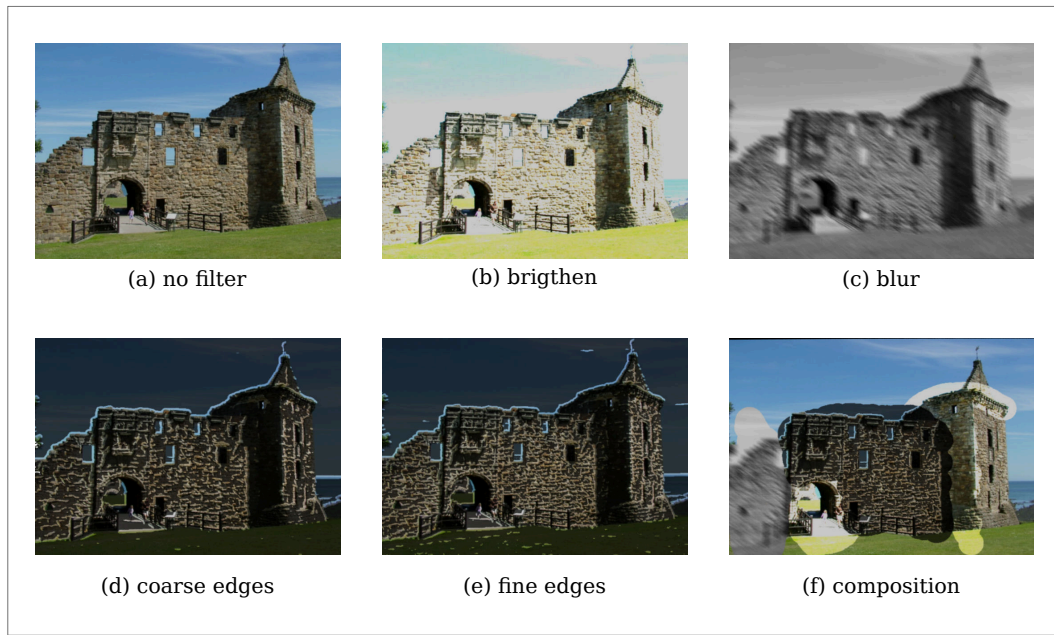 (a) no filter
(b) brigthen
(c) blur
(d) coarse edges
(e) fine edges
(f) composition